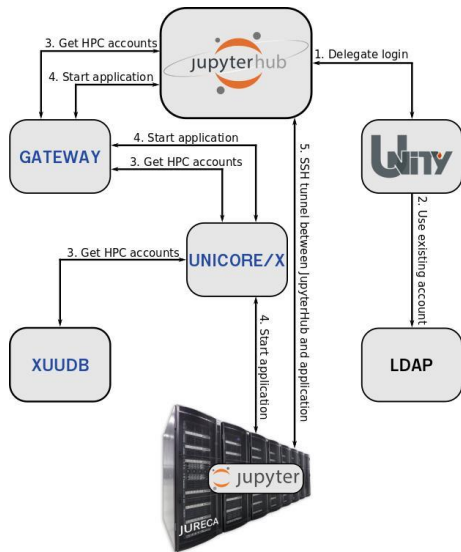 3. Get HPC accounts
jupyterhub
1. Delegate login
4. Start application
GATEWAY
4. Start application
3. Get HPC accounts
UNITY
2. Use existing account
5. SSH tunnel between JupyterHub and application
3. Get HPC accounts
UNICORE/X
XUUDB
4. Start application
LDAP
jupyter
JURECA